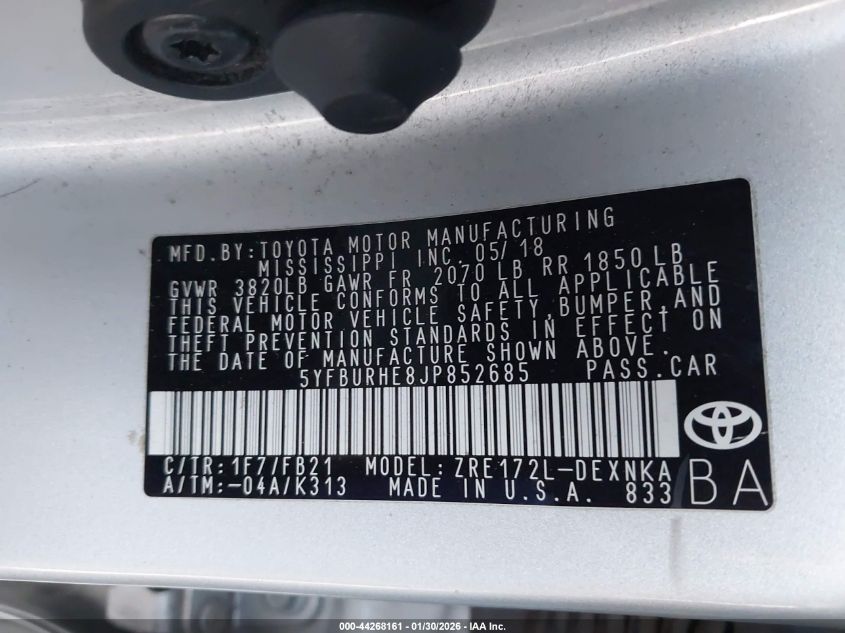 MFD.BY:TOYOTA MOTOR MANUFACTURING
MISSISSIPPI INC. 05/18
GVWR 3820LB GAWR FR 2070 LB RR 1850 LB
THIS VEHICLE CONFORMS TO ALL APPLICABLE
FEDERAL MOTOR VEHICLE SAFETY,BUMPER,AND
THEFT PREVENTION STANDARDS IN EFFECT ON
THE DATE OF MANUFACTURE SHOWN ABOVE.
5YFBURHE8JP852685 PASS.CAR
C/TR:1F7/FB21 MODEL:ZRE172L-DEXNKA
A/TM:-04A/K313 MADE IN U.S.A. 833 BA
000-44268161 - 01/30/2026 - IAA Inc.